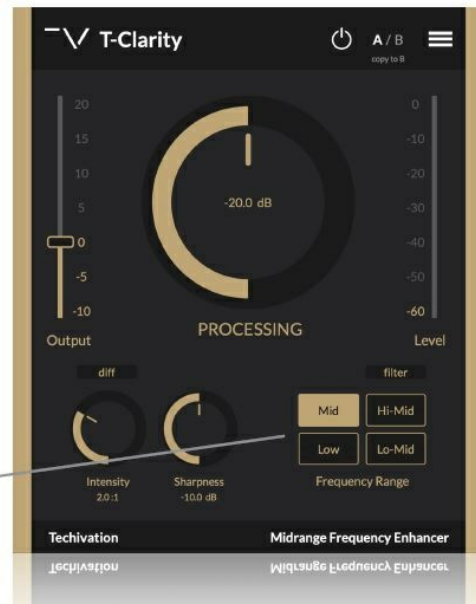 T-Clarity
A / B
copy to B
20
15
10
5
0
-5
-10
Output
-20.0 dB
PROCESSING
0
-10
-20
-30
-40
-50
-60
Level
diff
filter
Intensity
2.0 :1
Sharpness
-10.0 dB
Mid
Hi-Mid
Low
Lo-Mid
Frequency Range
Techivation
Midrange Frequency Enhancer